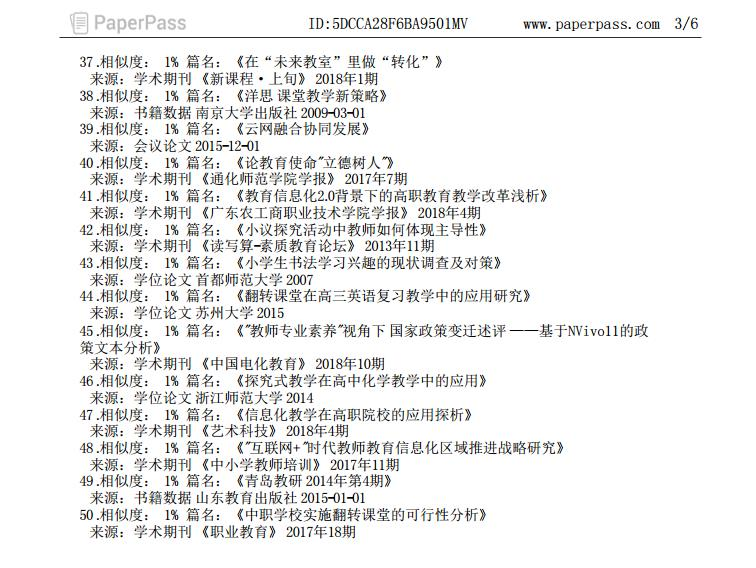 PaperPass ID:5DCCA28F6BA9501MV www.paperpass.com 3/6
37.相似度： 1% 篇名：《在“未来教室”里做“转化”》
来源：学术期刊 《新课程·上旬》 2018年1期
38.相似度： 1% 篇名：《洋思 课堂教学新策略》
来源：书籍数据 南京大学出版社 2009-03-01
39.相似度： 1% 篇名：《云网融合协同发展》
来源：会议论文 2015-12-01
40.相似度： 1% 篇名：《论教育使命"立德树人"》
来源：学术期刊 《通化师范学院学报》 2017年7期
41.相似度： 1% 篇名：《教育信息化2.0背景下的高职教育教学改革浅析》
来源：学术期刊 《广东农工商职业技术学院学报》 2018年4期
42.相似度： 1% 篇名：《小议探究活动中教师如何体现主导性》
来源：学术期刊 《读写算-素质教育论坛》 2013年11期
43.相似度： 1% 篇名：《小学生书法学习兴趣的现状调查及对策》
来源：学位论文 首都师范大学 2007
44.相似度： 1% 篇名：《翻转课堂在高三英语复习教学中的应用研究》
来源：学位论文 苏州大学 2015
45.相似度： 1% 篇名：《"教师专业素养"视角下 国家政策变迁述评 ——基于NVivo11的政
策文本分析》
来源：学术期刊 《中国电化教育》 2018年10期
46.相似度： 1% 篇名：《探究式教学在高中化学教学中的应用》
来源：学位论文 浙江师范大学 2014
47.相似度： 1% 篇名：《信息化教学在高职院校的应用探析》
来源：学术期刊 《艺术科技》 2018年4期
48.相似度： 1% 篇名：《"互联网+"时代教师教育信息化区域推进战略研究》
来源：学术期刊 《中小学教师培训》 2017年11期
49.相似度： 1% 篇名：《青岛教研 2014年第4期》
来源：书籍数据 山东教育出版社 2015-01-01
50.相似度： 1% 篇名：《中职学校实施翻转课堂的可行性分析》
来源：学术期刊 《职业教育》 2017年18期